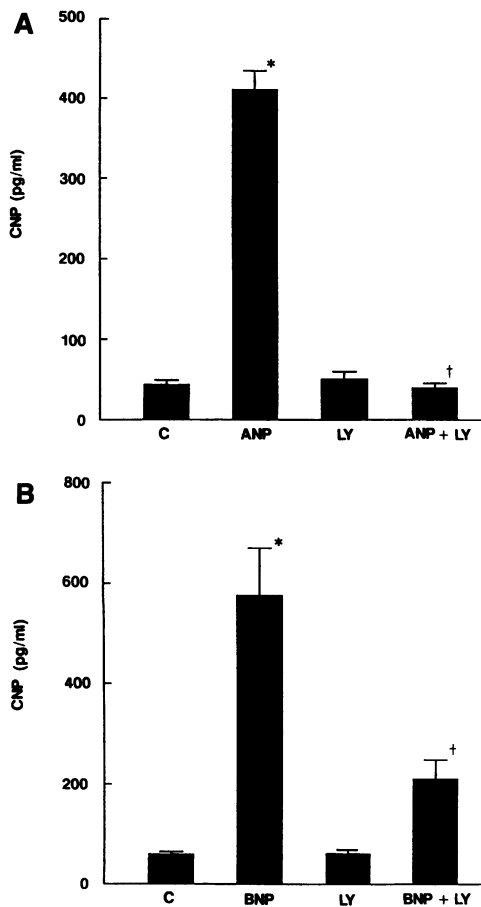 A
500
400
300
200
100
0
CNP (pg/ml)
*
†
C ANP LY ANP + LY
B
800
600
400
200
0
CNP (pg/ml)
*
†
C BNP LY BNP + LY